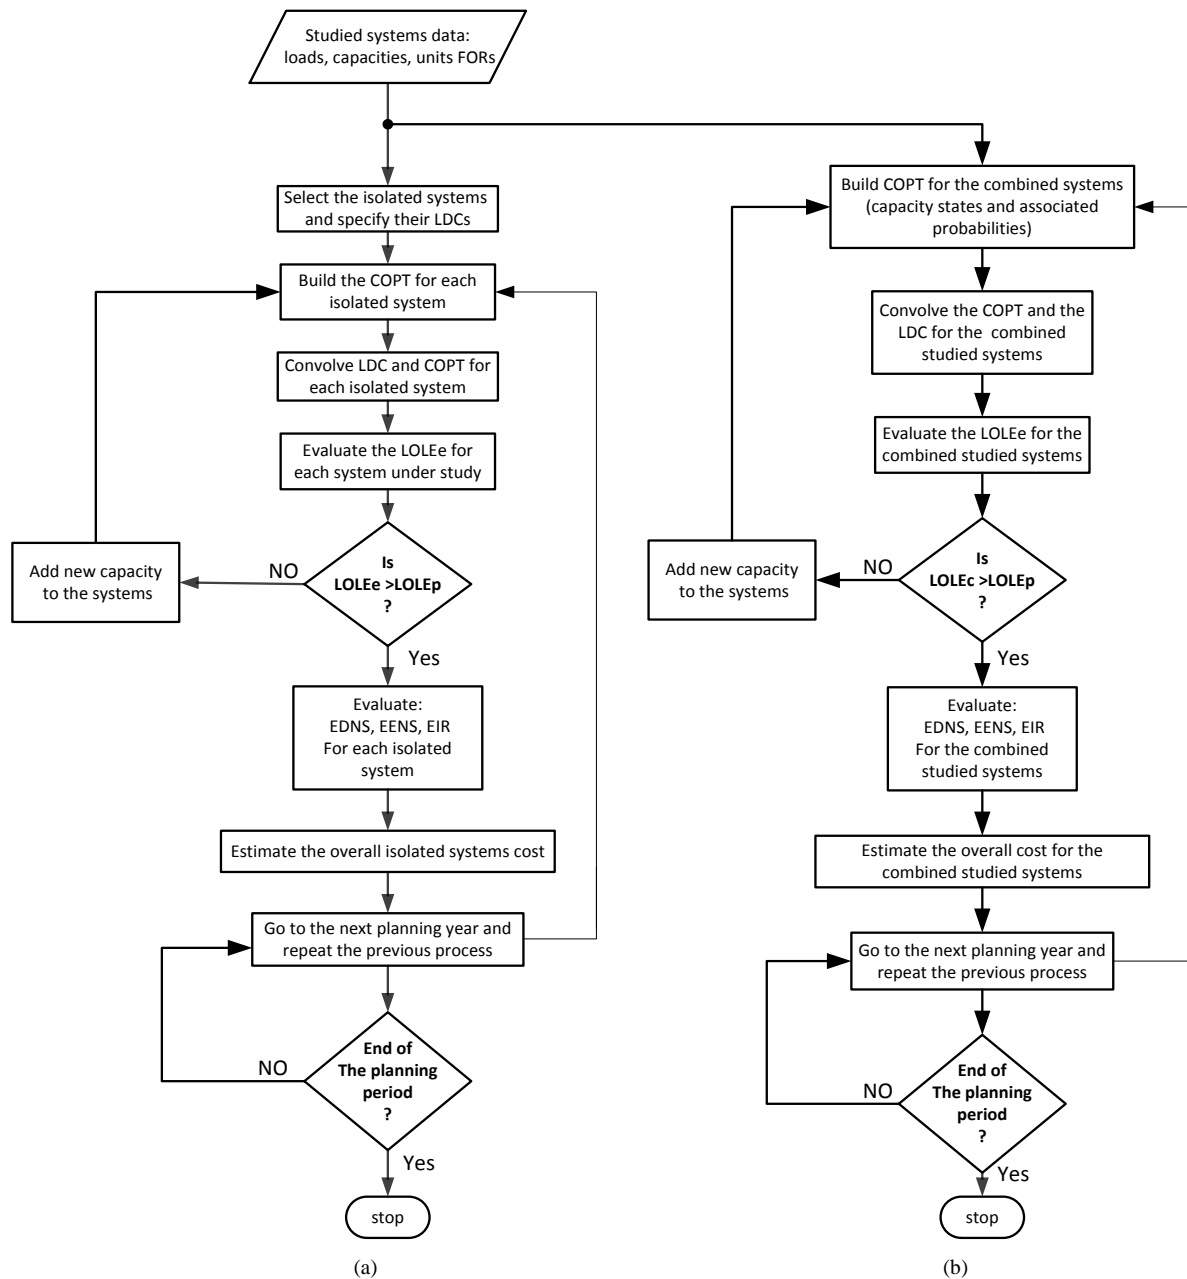 Studied systems data:
loads, capacities, units FORs
Select the isolated systems
and specify their LDCs
Build the COPT for each
isolated system
Convolve LDC and COPT for
each isolated system
Evaluate the LOLEe for
each system under study
Is
LOLEe >LOLEp
?
NO
Add new capacity
to the systems
Yes
Evaluate:
EDNS, EENS, EIR
For each isolated
system
Estimate the overall isolated systems cost
Go to the next planning year and
repeat the previous process
End of
The planning
period
?
NO
Yes
stop
(a)
Build COPT for the combined systems
(capacity states and associated
probabilities)
Convolve the COPT and the
LDC for the combined
studied systems
Evaluate the LOLEe for the
combined studied systems
Is
LOLEc >LOLEp
?
NO
Add new capacity
to the systems
Yes
Evaluate:
EDNS, EENS, EIR
For the combined
studied systems
Estimate the overall cost for the
combined studied systems
Go to the next planning year and
repeat the previous process
End of
The planning
period
?
NO
Yes
stop
(b)